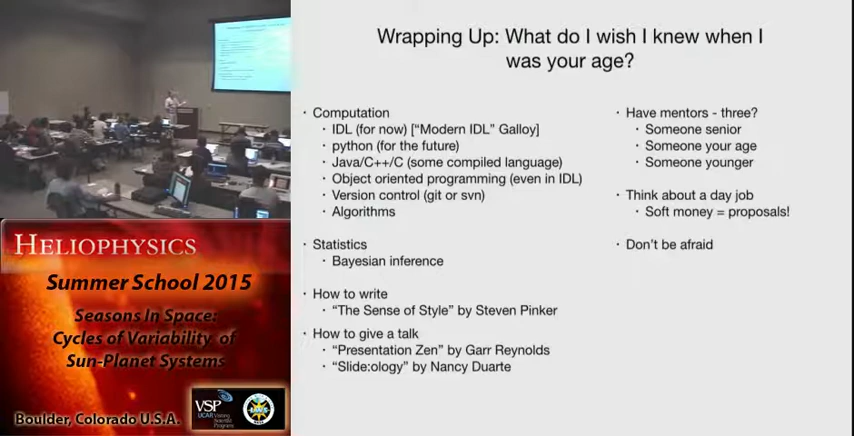 Wrapping Up: What do I wish I knew when I
was your age?
· Computation
· IDL (for now) ["Modern IDL" Galloy]
· python (for the future)
· Java/C++/C (some compiled language)
· Object oriented programming (even in IDL)
· Version control (git or svn)
· Algorithms
· Statistics
· Bayesian inference
· How to write
· "The Sense of Style" by Steven Pinker
· How to give a talk
· "Presentation Zen" by Garr Reynolds
· "Slide:ology" by Nancy Duarte
· Have mentors - three?
· Someone senior
· Someone your age
· Someone younger
· Think about a day job
· Soft money = proposals!
· Don't be afraid
HELIOPHYSICS
Summer School 2015
Seasons In Space:
Cycles of Variability of
Sun-Planet Systems
Boulder, Colorado U.S.A.
VSP
UCAR Visiting
Scientist
Programs